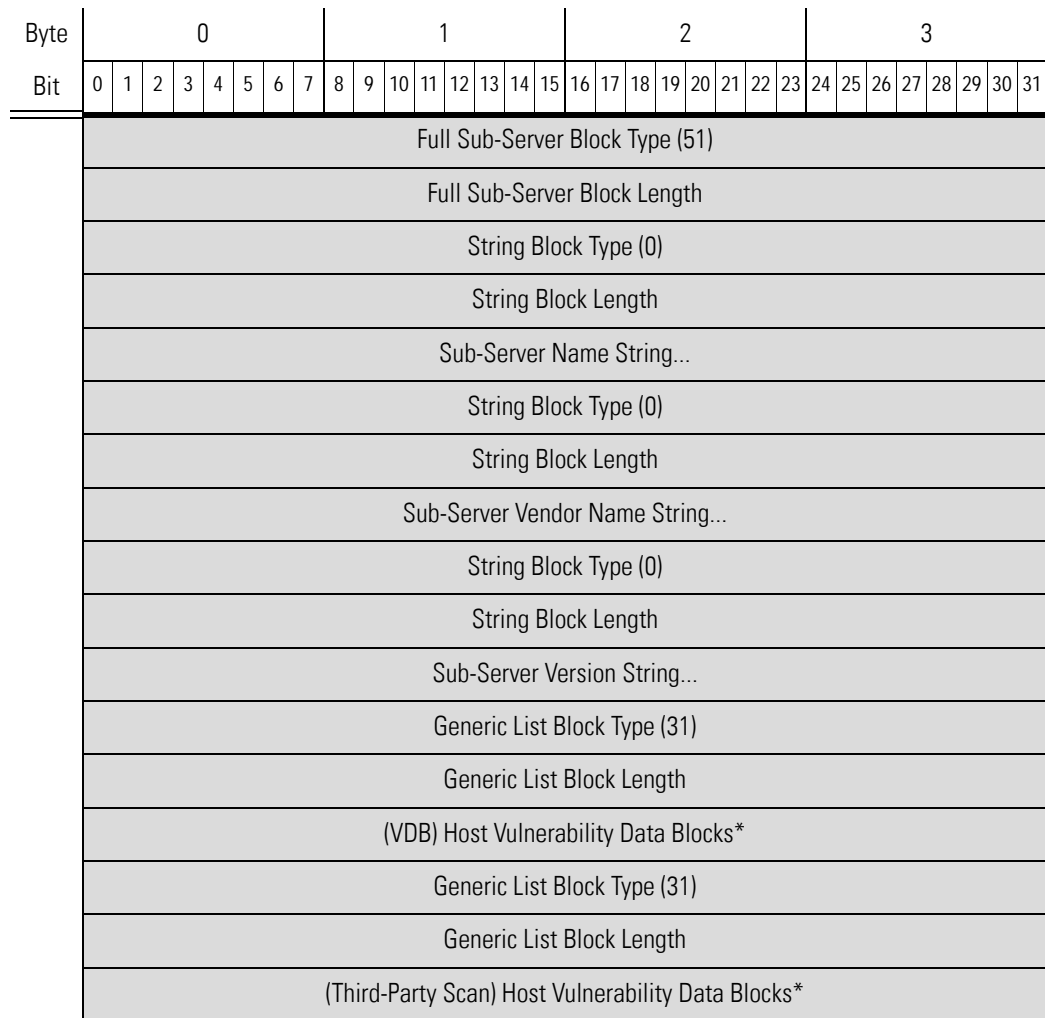 Byte 0 1 2 3
Bit 0 1 2 3 4 5 6 7 8 9 10 11 12 13 14 15 16 17 18 19 20 21 22 23 24 25 26 27 28 29 30 31
Full Sub-Server Block Type (51)
Full Sub-Server Block Length
String Block Type (0)
String Block Length
Sub-Server Name String...
String Block Type (0)
String Block Length
Sub-Server Vendor Name String...
String Block Type (0)
String Block Length
Sub-Server Version String...
Generic List Block Type (31)
Generic List Block Length
(VDB) Host Vulnerability Data Blocks*
Generic List Block Type (31)
Generic List Block Length
(Third-Party Scan) Host Vulnerability Data Blocks*